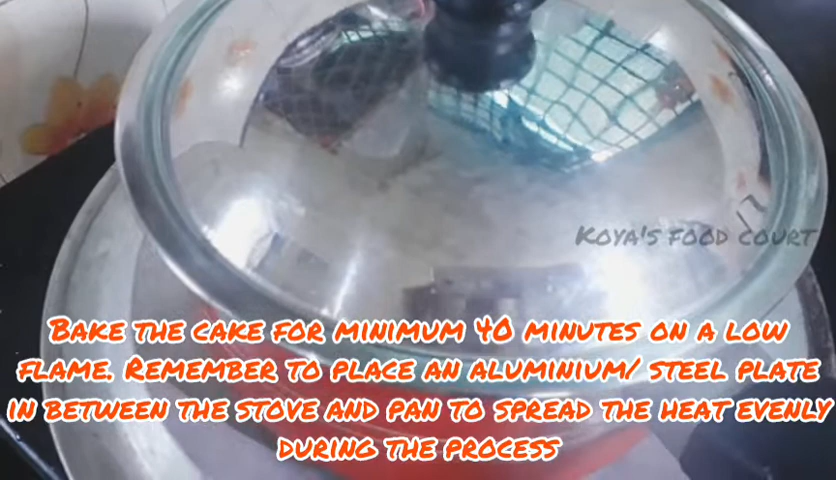 Koya's food court
Bake the cake for minimum 40 minutes on a low
flame. Remember to place an aluminium/ steel plate
in between the stove and pan to spread the heat evenly
during the process